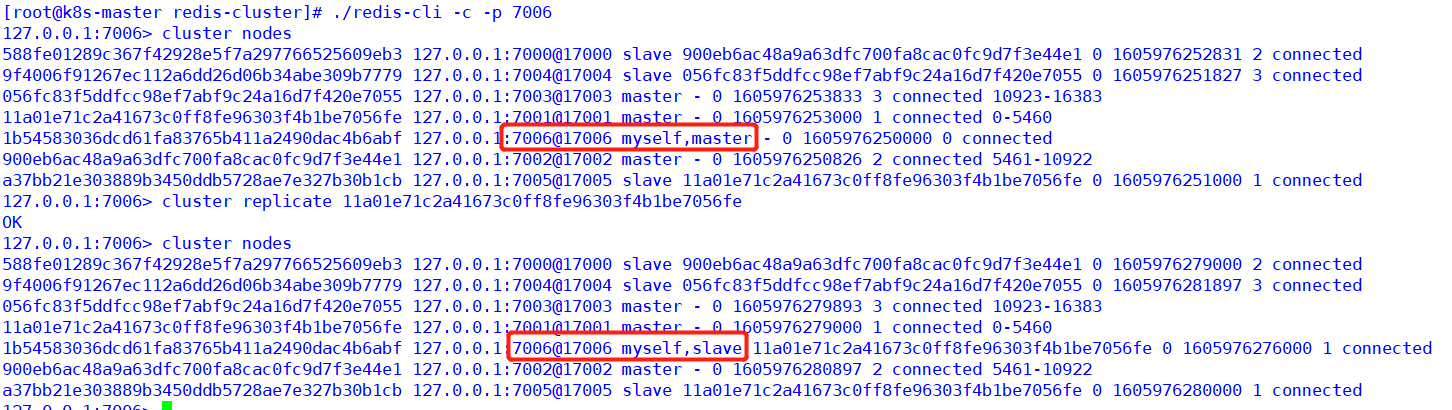 [root@k8s-master redis-cluster]# ./redis-cli -c -p 7006
127.0.0.1:7006> cluster nodes
588fe01289c367f42928e5f7a297766525609eb3 127.0.0.1:7000@17000 slave 900eb6ac48a9a63dfc700fa8cac0fc9d7f3e44e1 0 1605976252831 2 connected
9f4006f91267ec112a6dd26d06b34abe309b7779 127.0.0.1:7004@17004 slave 056fc83f5ddfcc98ef7abf9c24a16d7f420e7055 0 1605976251827 3 connected
056fc83f5ddfcc98ef7abf9c24a16d7f420e7055 127.0.0.1:7003@17003 master - 0 1605976253833 3 connected 10923-16383
11a01e71c2a41673c0ff8fe96303f4b1be7056fe 127.0.0.1:7001@17001 master - 0 1605976253000 1 connected 0-5460
1b54583036dcd61fa83765b411a2490dac4b6abf 127.0.0.1:7006@17006 myself,master - 0 1605976250000 0 connected
900eb6ac48a9a63dfc700fa8cac0fc9d7f3e44e1 127.0.0.1:7002@17002 master - 0 1605976250826 2 connected 5461-10922
a37bb21e303889b3450ddb5728ae7e327b30b1cb 127.0.0.1:7005@17005 slave 11a01e71c2a41673c0ff8fe96303f4b1be7056fe 0 1605976251000 1 connected
127.0.0.1:7006> cluster replicate 11a01e71c2a41673c0ff8fe96303f4b1be7056fe
OK
127.0.0.1:7006> cluster nodes
588fe01289c367f42928e5f7a297766525609eb3 127.0.0.1:7000@17000 slave 900eb6ac48a9a63dfc700fa8cac0fc9d7f3e44e1 0 1605976279000 2 connected
9f4006f91267ec112a6dd26d06b34abe309b7779 127.0.0.1:7004@17004 slave 056fc83f5ddfcc98ef7abf9c24a16d7f420e7055 0 1605976281897 3 connected
056fc83f5ddfcc98ef7abf9c24a16d7f420e7055 127.0.0.1:7003@17003 master - 0 1605976279893 3 connected 10923-16383
11a01e71c2a41673c0ff8fe96303f4b1be7056fe 127.0.0.1:7001@17001 master - 0 1605976279000 1 connected 0-5460
1b54583036dcd61fa83765b411a2490dac4b6abf 127.0.0.1:7006@17006 myself,slave 11a01e71c2a41673c0ff8fe96303f4b1be7056fe 0 1605976276000 1 connected
900eb6ac48a9a63dfc700fa8cac0fc9d7f3e44e1 127.0.0.1:7002@17002 master - 0 1605976280897 2 connected 5461-10922
a37bb21e303889b3450ddb5728ae7e327b30b1cb 127.0.0.1:7005@17005 slave 11a01e71c2a41673c0ff8fe96303f4b1be7056fe 0 1605976280000 1 connected
127.0.0.1:7006>